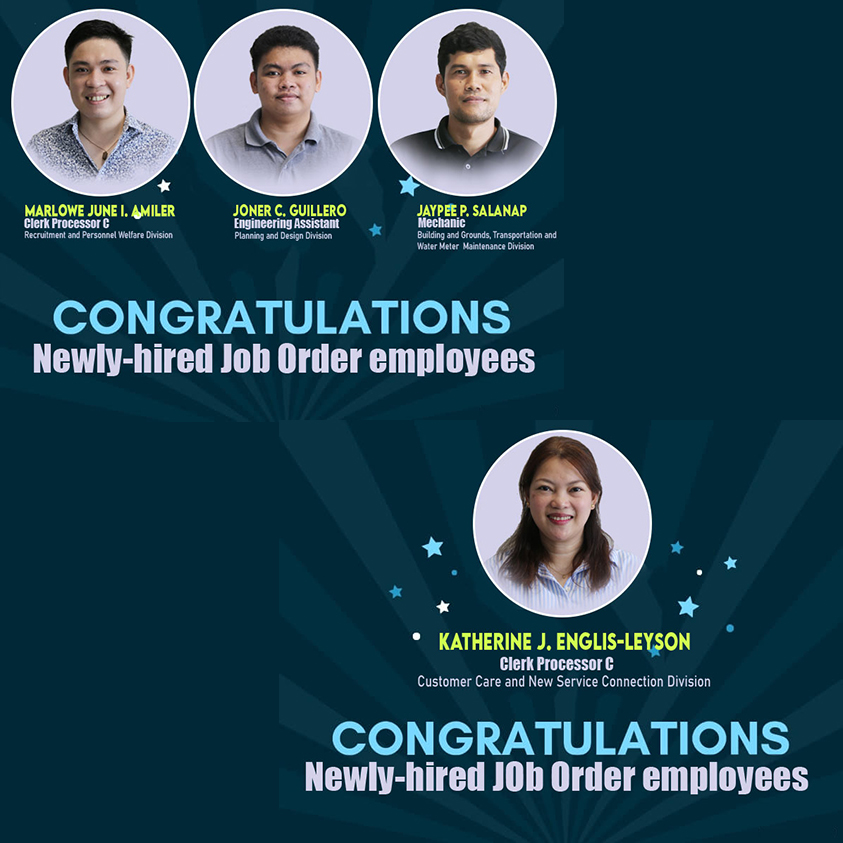 MARLOWE JUNE I. AMILER
Clerk Processor C
Recruitment and Personnel Welfare Division
JONER C. GUILLERO
Engineering Assistant
Planning and Design Division
JAYPEE P. SALANAP
Mechanic
Building and Grounds, Transportation and
Water Meter Maintenance Division
CONGRATULATIONS
Newly-hired Job Order employees
KATHERINE J. ENGLIS-LEYSON
Clerk Processor C
Customer Care and New Service Connection Division
CONGRATULATIONS
Newly-hired JOb Order employees